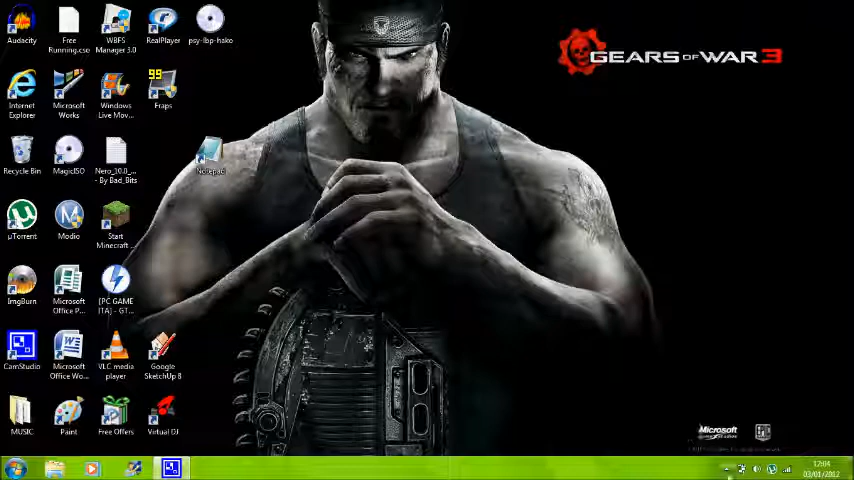 Audacity
Free
Running.cse
WBFS
Manager 3.0
RealPlayer
psy-lbp-hako
Internet
Explorer
Microsoft
Works
Windows
Live Mov...
99
Fraps
Recycle Bin
MagicISO
Nero_10.0_...
- By Bad_Bits
Notepad
µTorrent
Modio
Start
Minecraft ...
ImgBurn
Microsoft
Office P...
[PC GAME
[ITA] - GT...
CamStudio
Microsoft
Office Wo...
VLC media
player
Google
SketchUp 8
MUSIC
Paint
Free Offers
Virtual DJ
GEARS OF WAR 3
Microsoft
12:04
03/01/2012